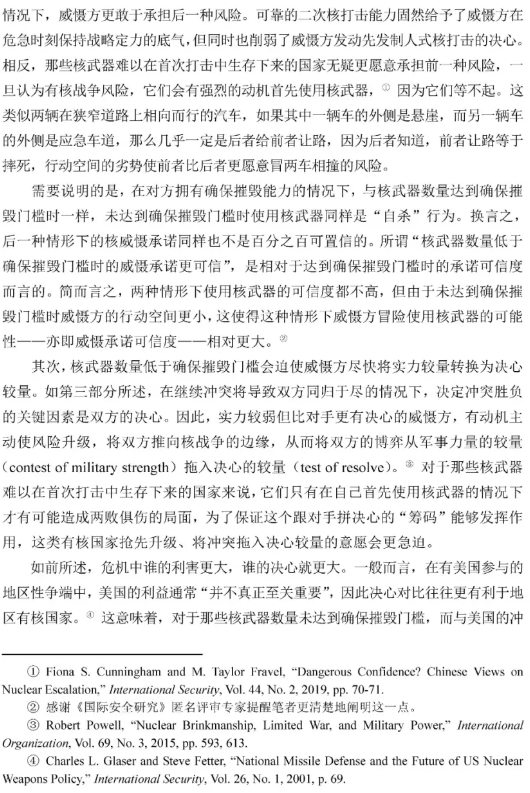 情况下，威慑方更敢于承担后一种风险。可靠的二次核打击能力固然给予了威慑方在
危急时刻保持战略定力的底气，但同时也削弱了威慑方发动先发制人式核打击的决心。
相反，那些核武器难以在首次打击中生存下来的国家无疑更愿意承担前一种风险，一
旦认为有核战争风险，它们会有强烈的动机首先使用核武器，① 因为它们等不起。这
类似两辆在狭窄道路上相向而行的汽车，如果其中一辆车的外侧是悬崖，而另一辆车
的外侧是应急车道，那么几乎一定是后者给前者让路，因为后者知道，前者让路等于
摔死，行动空间的劣势使前者比后者更愿意冒两车相撞的风险。
需要说明的是，在对方拥有确保摧毁能力的情况下，与核武器数量达到确保摧
毁门槛时一样，未达到确保摧毁门槛时使用核武器同样是“自杀”行为。换言之，
后一种情形下的核威慑承诺同样也不是百分之百可置信的。所谓“核武器数量低于
确保摧毁门槛时的威慑承诺更可信”，是相对于达到确保摧毁门槛时的承诺可信度
而言的。简而言之，两种情形下使用核武器的可信度都不高，但由于未达到确保摧
毁门槛时威慑方的行动空间更小，这使得这种情形下威慑方冒险使用核武器的可能
性——亦即威慑承诺可信度——相对更大。②
其次，核武器数量低于确保摧毁门槛会迫使威慑方尽快将实力较量转换为决心
较量。如第三部分所述，在继续冲突将导致双方同归于尽的情况下，决定冲突胜负
的关键因素是双方的决心。因此，实力较弱但比对手更有决心的威慑方，有动机主
动使风险升级，将双方推向核战争的边缘，从而将双方的博弈从军事力量的较量
（contest of military strength）拖入决心的较量（test of resolve）。③ 对于那些核武器
难以在首次打击中生存下来的国家来说，它们只有在自己首先使用核武器的情况下
才有可能造成两败俱伤的局面，为了保证这个跟对手拼决心的“筹码”能够发挥作
用，这类有核国家抢先升级、将冲突拖入决心较量的意愿会更急迫。
如前所述，危机中谁的利害更大，谁的决心就更大。一般而言，在有美国参与的
地区性争端中，美国的利益通常“并不真正至关重要”，因此决心对比往往更有利于地
区有核国家。④ 这意味着，对于那些核武器数量未达到确保摧毁门槛，而与美国的冲
① Fiona S. Cunningham and M. Taylor Fravel, “Dangerous Confidence? Chinese Views on
Nuclear Escalation,” International Security, Vol. 44, No. 2, 2019, pp. 70-71.
② 感谢《国际安全研究》匿名评审专家提醒笔者更清楚地阐明这一点。
③ Robert Powell, “Nuclear Brinkmanship, Limited War, and Military Power,” International
Organization, Vol. 69, No. 3, 2015, pp. 593, 613.
④ Charles L. Glaser and Steve Fetter, “National Missile Defense and the Future of US Nuclear
Weapons Policy,” International Security, Vol. 26, No. 1, 2001, p. 69.